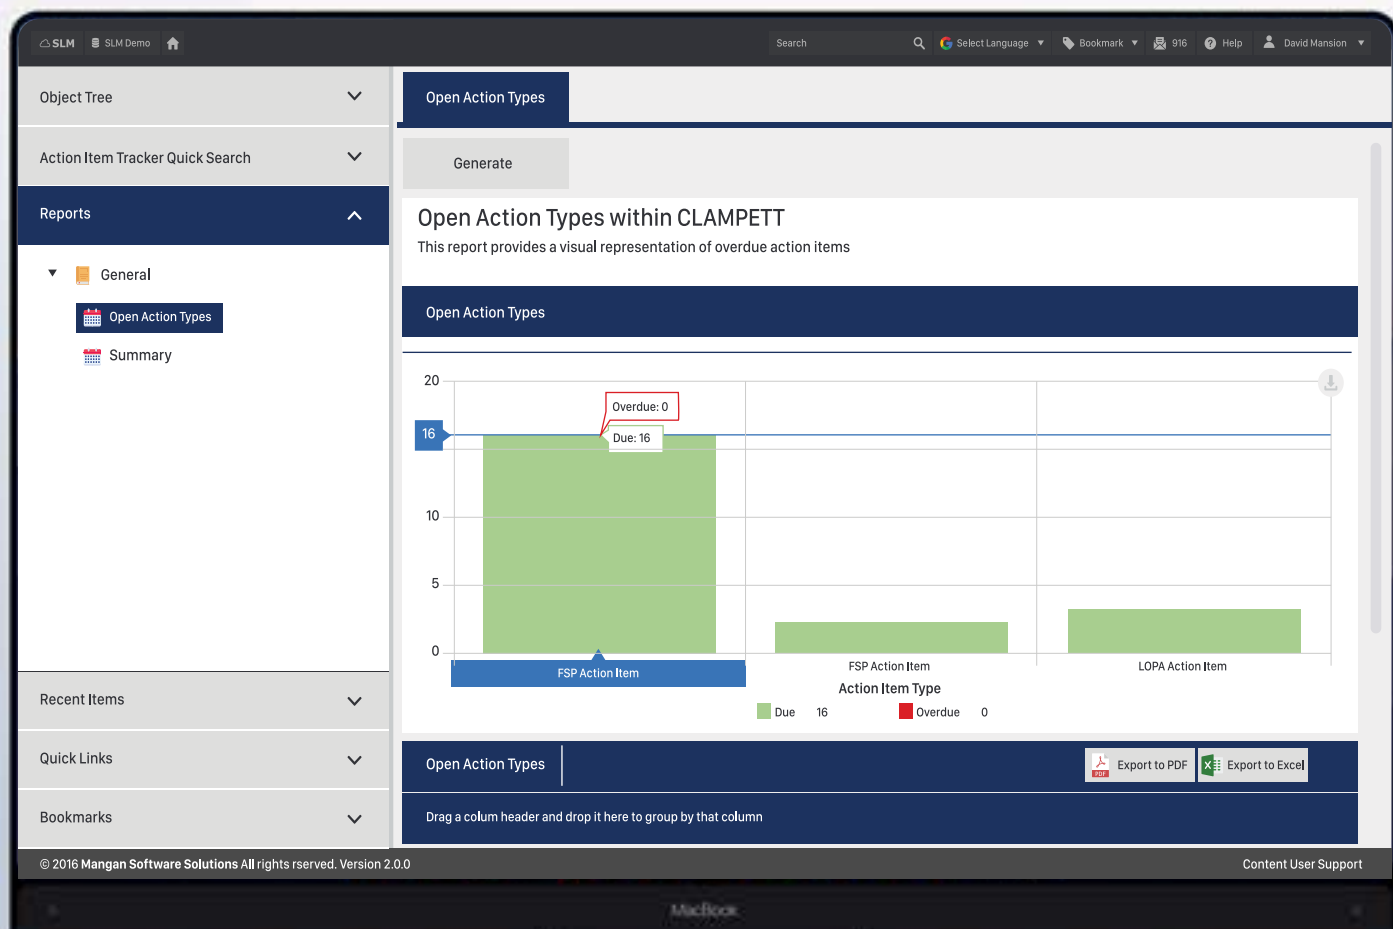 SLM SLM Demo Search Select Language Bookmark 916 Help David Mansion
Object Tree
Action Item Tracker Quick Search
Reports
General
Open Action Types
Summary
Recent Items
Quick Links
Bookmarks
Open Action Types
Generate
Open Action Types within CLAMPETT
This report provides a visual representation of overdue action items
Open Action Types
20
16
10
5
0
Overdue: 0
Due: 16
FSP Action Item FSP Action Item LOPA Action Item
Action Item Type
Due 16 Overdue 0
Open Action Types PDF Export to PDF X Export to Excel
Drag a colum header and drop it here to group by that column
© 2016 Mangan Software Solutions All rights rserved. Version 2.0.0 Content User Support
MacBook